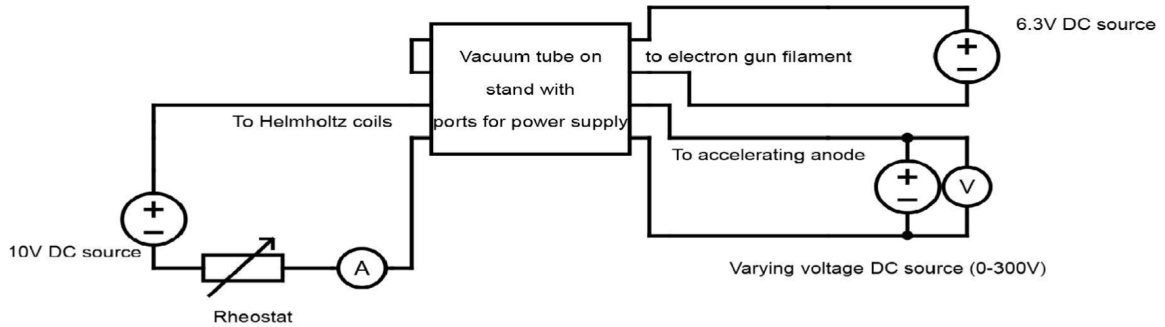 6.3V DC source
Vacuum tube on
stand with
ports for power supply
to electron gun filament
To Helmholtz coils
To accelerating anode
+
−
+
−
+
−
V
10V DC source
A
Varying voltage DC source (0-300V)
Rheostat